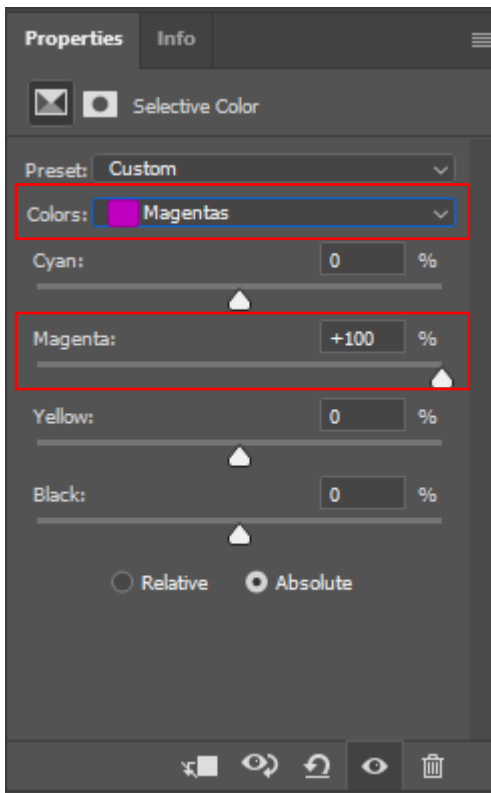 Properties Info
Selective Color
Preset: Custom
Colors: Magentas
Cyan: 0 %
Magenta: +100 %
Yellow: 0 %
Black: 0 %
Relative Absolute